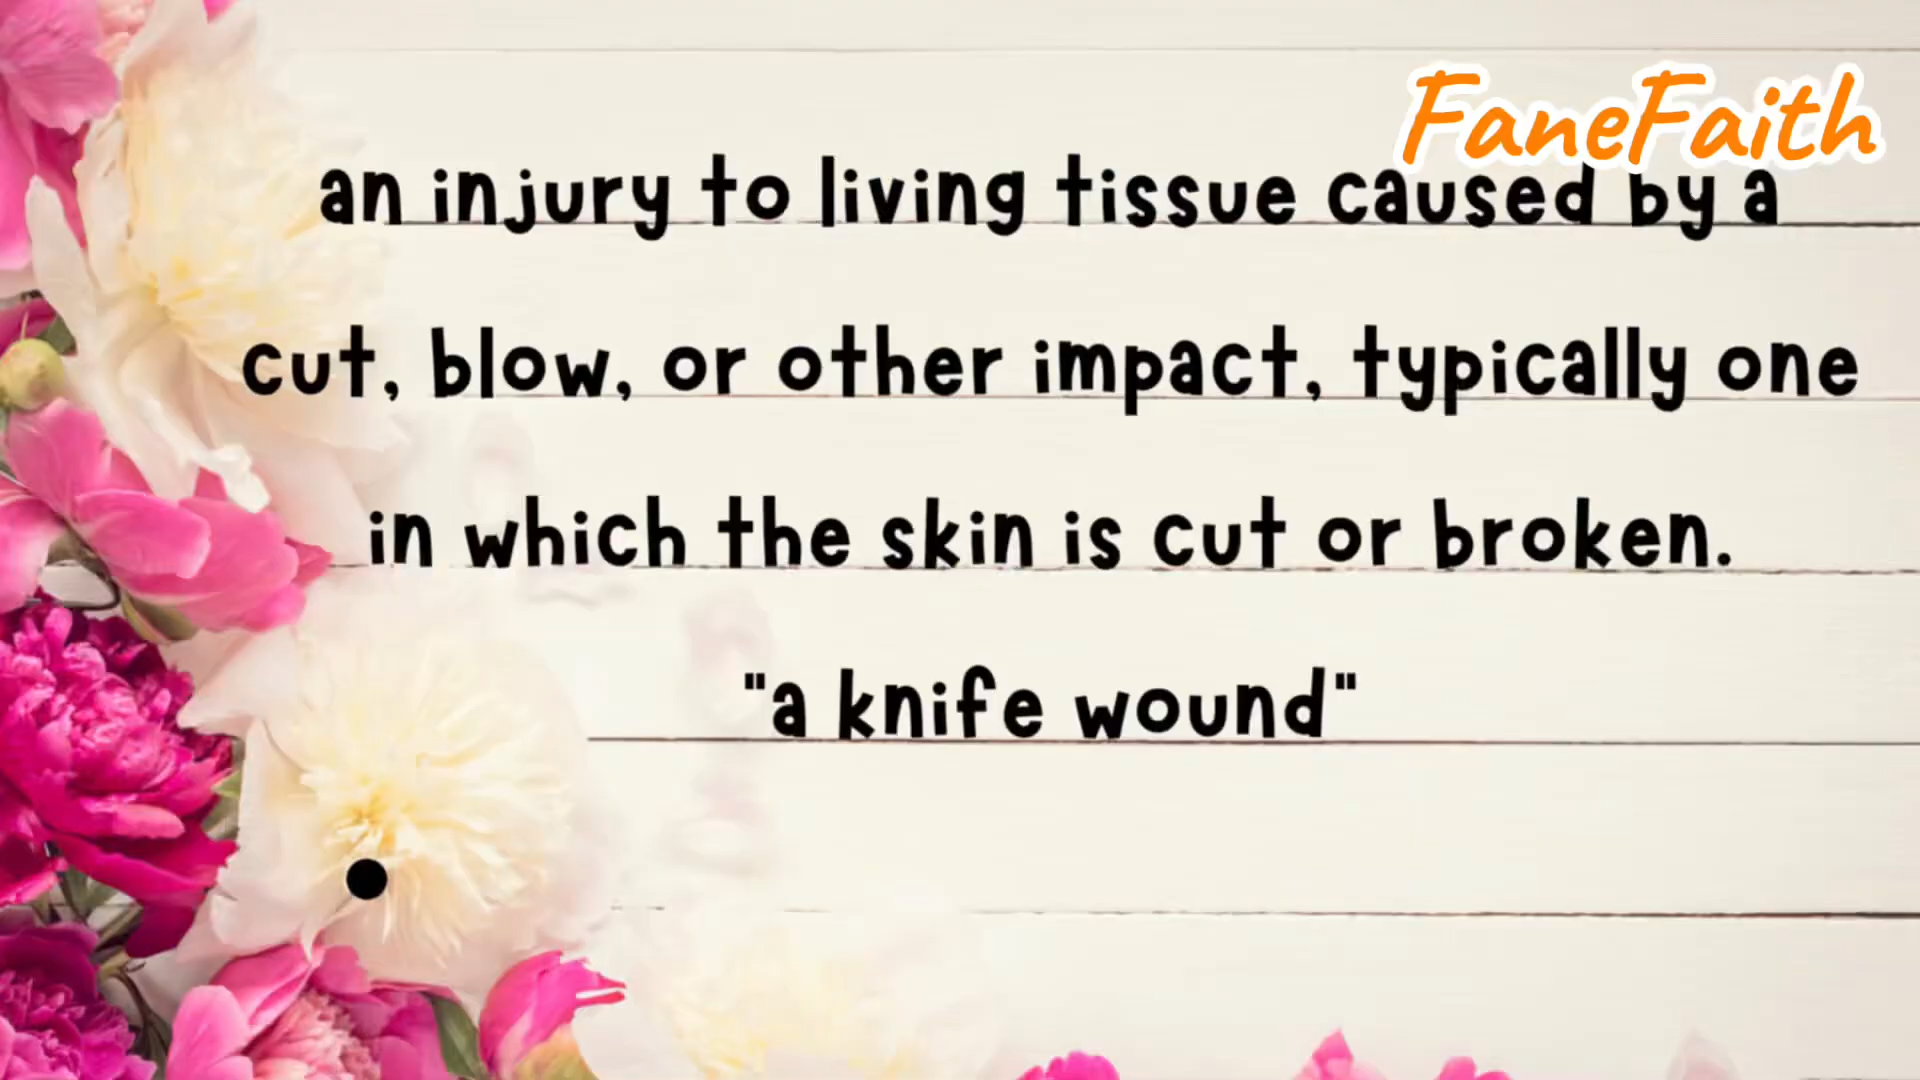 FaneFaith
an injury to living tissue caused by a
cut, blow, or other impact, typically one
in which the skin is cut or broken.
"a knife wound"